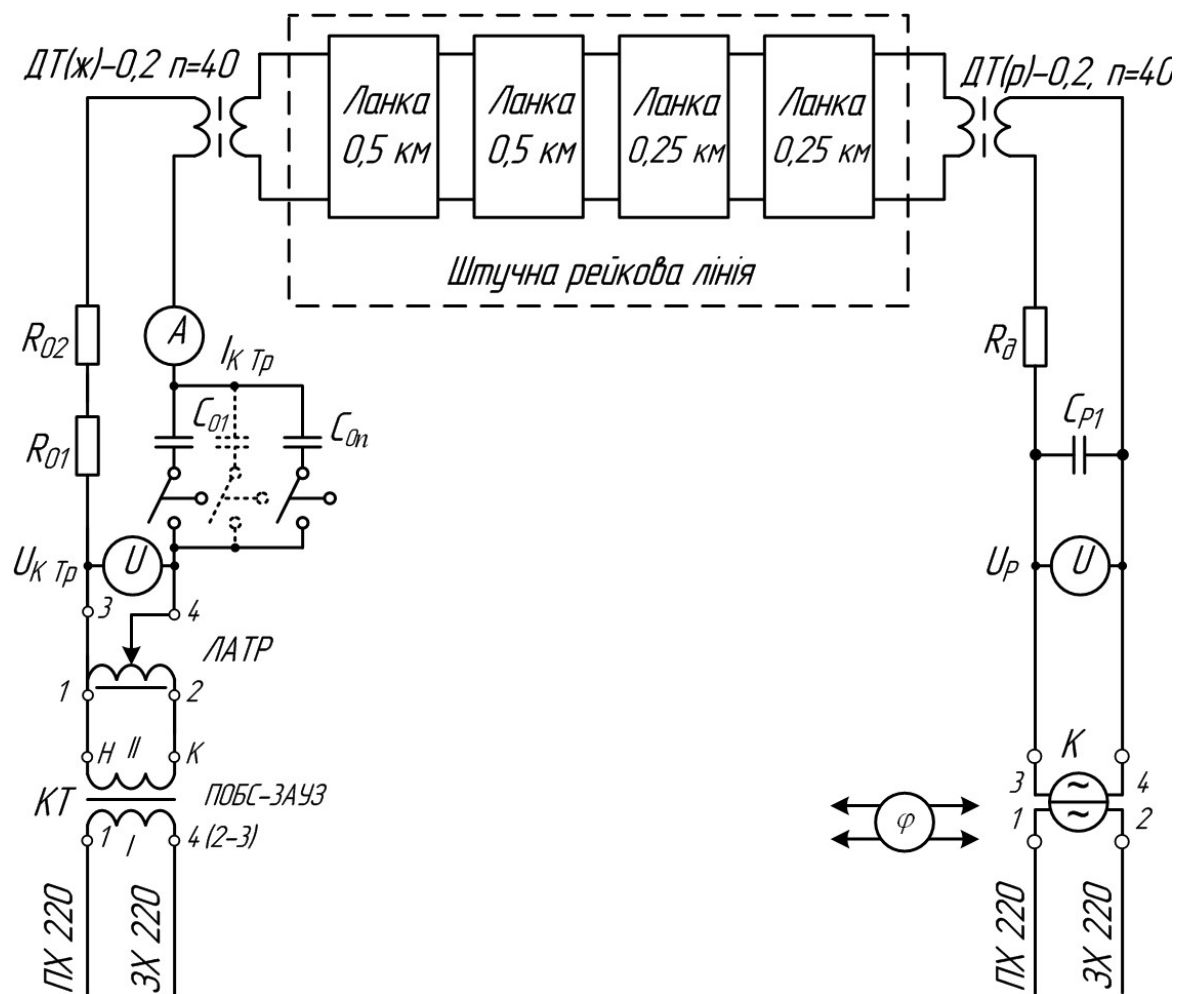 ДТ(ж)-0,2 n=40
ДТ(р)-0,2, n=40
Ланка
0,5 км
Ланка
0,5 км
Ланка
0,25 км
Ланка
0,25 км
Штучна рейкова лінія
R02
A
IК Тр
Rд
C01
C0n
CР1
R01
UК Тр
U
UР
U
3
4
ЛАТР
1
2
Н
II
К
КТ
ПОБС-3АУЗ
1
I
4 (2-3)
ПХ 220
ЗХ 220
φ
К
3
4
~
~
1
2
ПХ 220
ЗХ 220